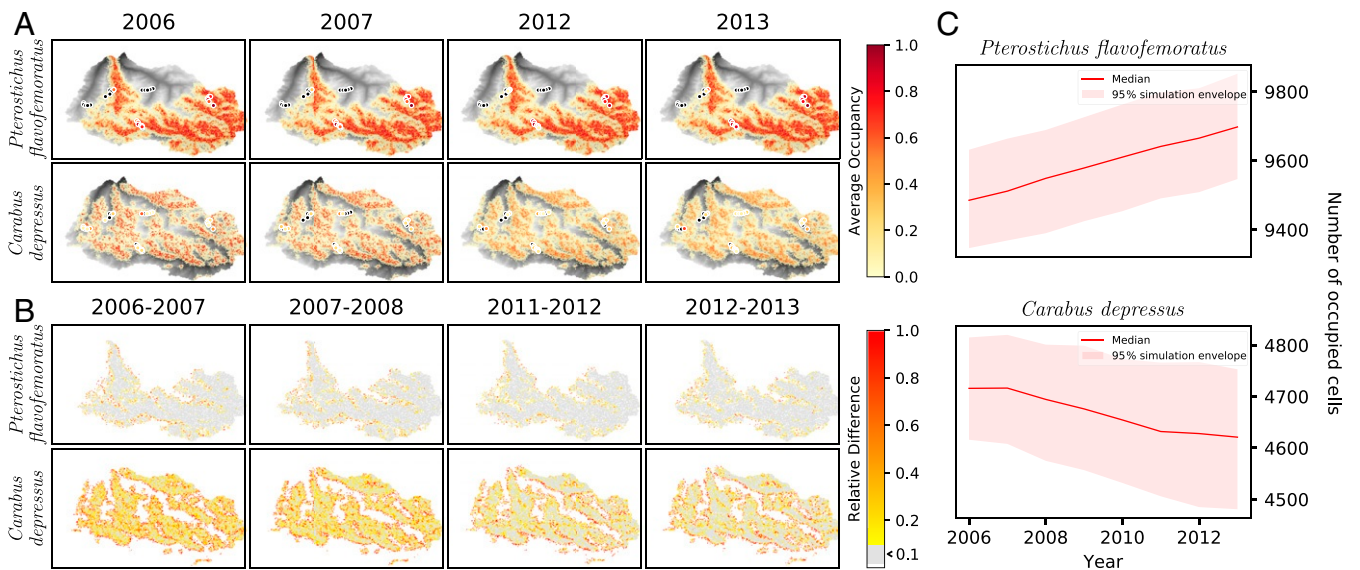 A
2006
2007
2012
2013
Pterostichus
flavofemoratus
Carabus
depressus
1.0
0.8
0.6
0.4
0.2
0.0
Average Occupancy
B
2006-2007
2007-2008
2011-2012
2012-2013
Pterostichus
flavofemoratus
Carabus
depressus
1.0
0.8
0.6
0.4
0.2
<0.1
Relative Difference
C
Pterostichus flavofemoratus
Median
95% simulation envelope
9800
9600
9400
Carabus depressus
Median
95% simulation envelope
4800
4700
4600
4500
Number of occupied cells
2006
2008
2010
2012
Year